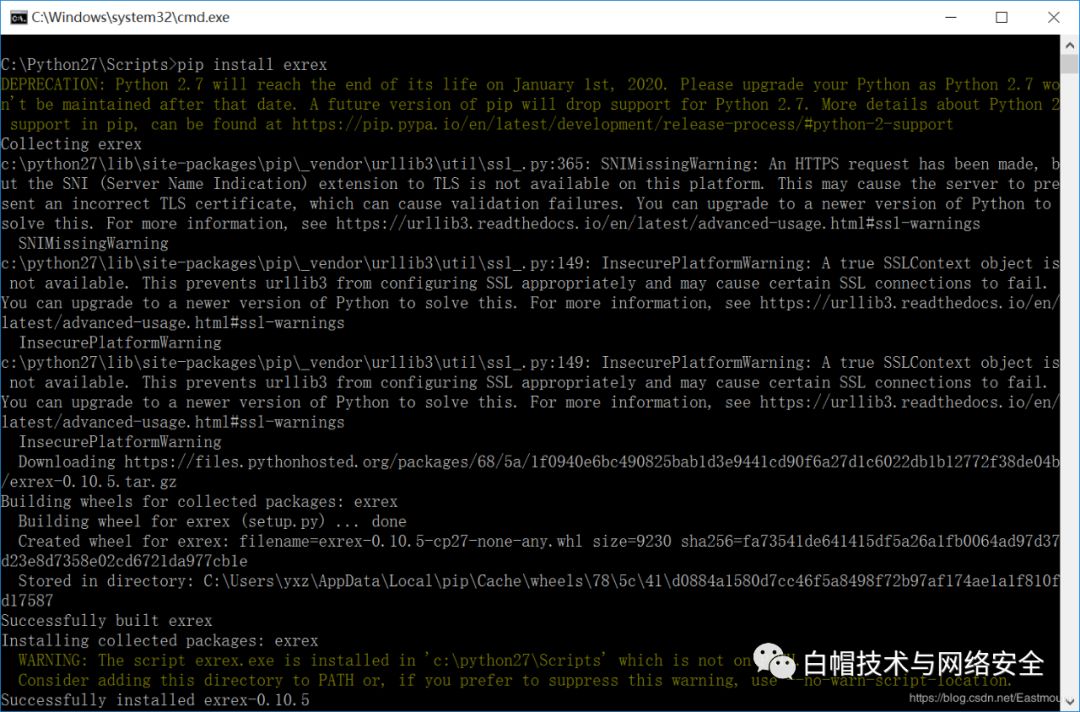 C:\Windows\system32\cmd.exe
C:\Python27\Scripts>pip install exrex
DEPRECATION: Python 2.7 will reach the end of its life on January 1st, 2020. Please upgrade your Python as Python 2.7 wo
n't be maintained after that date. A future version of pip will drop support for Python 2.7. More details about Python 2
 support in pip, can be found at https://pip.pypa.io/en/latest/development/release-process/#python-2-support
Collecting exrex
c:\python27\lib\site-packages\pip\_vendor\urllib3\util\ssl_.py:365: SNIMissingWarning: An HTTPS request has been made, b
ut the SNI (Server Name Indication) extension to TLS is not available on this platform. This may cause the server to pre
sent an incorrect TLS certificate, which can cause validation failures. You can upgrade to a newer version of Python to
solve this. For more information, see https://urllib3.readthedocs.io/en/latest/advanced-usage.html#ssl-warnings
  SNIMissingWarning
c:\python27\lib\site-packages\pip\_vendor\urllib3\util\ssl_.py:149: InsecurePlatformWarning: A true SSLContext object is
 not available. This prevents urllib3 from configuring SSL appropriately and may cause certain SSL connections to fail.
You can upgrade to a newer version of Python to solve this. For more information, see https://urllib3.readthedocs.io/en/
latest/advanced-usage.html#ssl-warnings
  InsecurePlatformWarning
c:\python27\lib\site-packages\pip\_vendor\urllib3\util\ssl_.py:149: InsecurePlatformWarning: A true SSLContext object is
 not available. This prevents urllib3 from configuring SSL appropriately and may cause certain SSL connections to fail.
You can upgrade to a newer version of Python to solve this. For more information, see https://urllib3.readthedocs.io/en/
latest/advanced-usage.html#ssl-warnings
  InsecurePlatformWarning
  Downloading https://files.pythonhosted.org/packages/68/5a/1f0940e6bc490825bab1d3e9441cd90f6a27d1c6022db1b12772f38de04b
/exrex-0.10.5.tar.gz
Building wheels for collected packages: exrex
  Building wheel for exrex (setup.py) ... done
  Created wheel for exrex: filename=exrex-0.10.5-cp27-none-any.whl size=9230 sha256=fa73541de641415df5a26a1fb0064ad97d37
d23e8d7358e02cd6721da977cb1e
  Stored in directory: C:\Users\yxz\AppData\Local\pip\Cache\wheels\78\5c\41\d0884a1580d7cc46f5a8498f72b97af174ae1a1f810f
d17587
Successfully built exrex
Installing collected packages: exrex
  WARNING: The script exrex.exe is installed in 'c:\python27\Scripts' which is not on
  Consider adding this directory to PATH or, if you prefer to suppress this warning, use --no-warn-script-location.
Successfully installed exrex-0.10.5
白帽技术与网络安全
https://blog.csdn.net/Eastmou